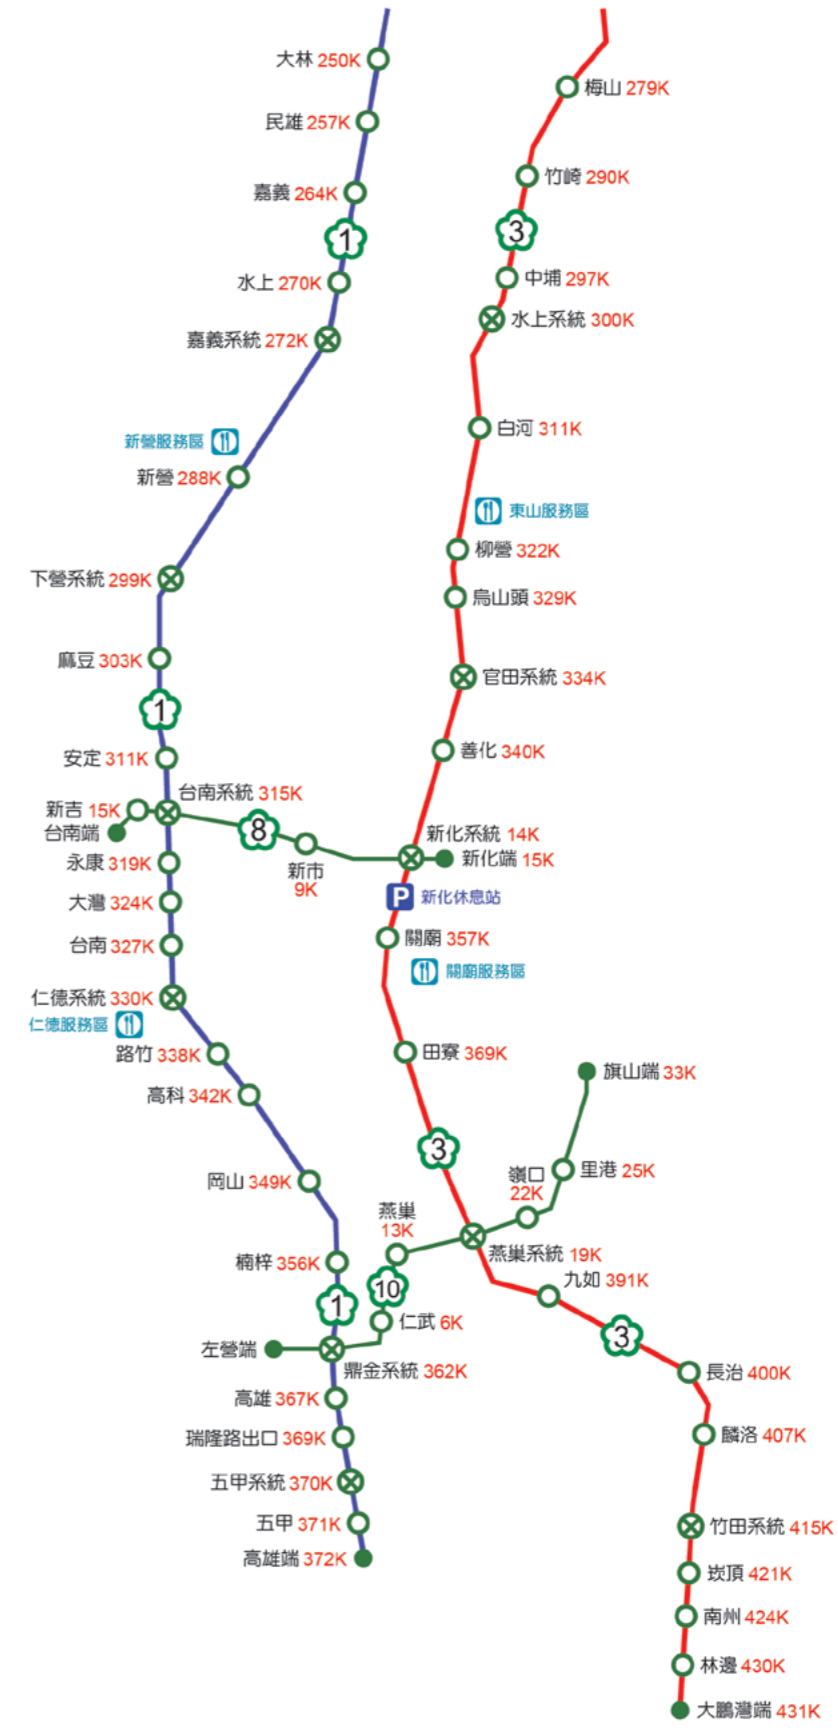 大林 250K
民雄 257K
嘉義 264K
1
水上 270K
嘉義系統 272K
新營服務區
新營 288K
下營系統 299K
麻豆 303K
1
安定 311K
台南系統 315K
新吉 15K
台南端
8
新市
9K
永康 319K
大灣 324K
台南 327K
仁德系統 330K
仁德服務區
路竹 338K
高科 342K
岡山 349K
楠梓 356K
1
左營端
鼎金系統 362K
高雄 367K
瑞隆路出口 369K
五甲系統 370K
五甲 371K
高雄端 372K
梅山 279K
竹崎 290K
3
中埔 297K
水上系統 300K
白河 311K
東山服務區
柳營 322K
烏山頭 329K
官田系統 334K
善化 340K
新化系統 14K
新化端 15K
P 新化休息站
關廟 357K
關廟服務區
田寮 369K
3
旗山端 33K
里港 25K
嶺口
22K
燕巢
13K
燕巢系統 19K
10
仁武 6K
九如 391K
3
長治 400K
麟洛 407K
竹田系統 415K
崁頂 421K
南州 424K
林邊 430K
大鵬灣端 431K